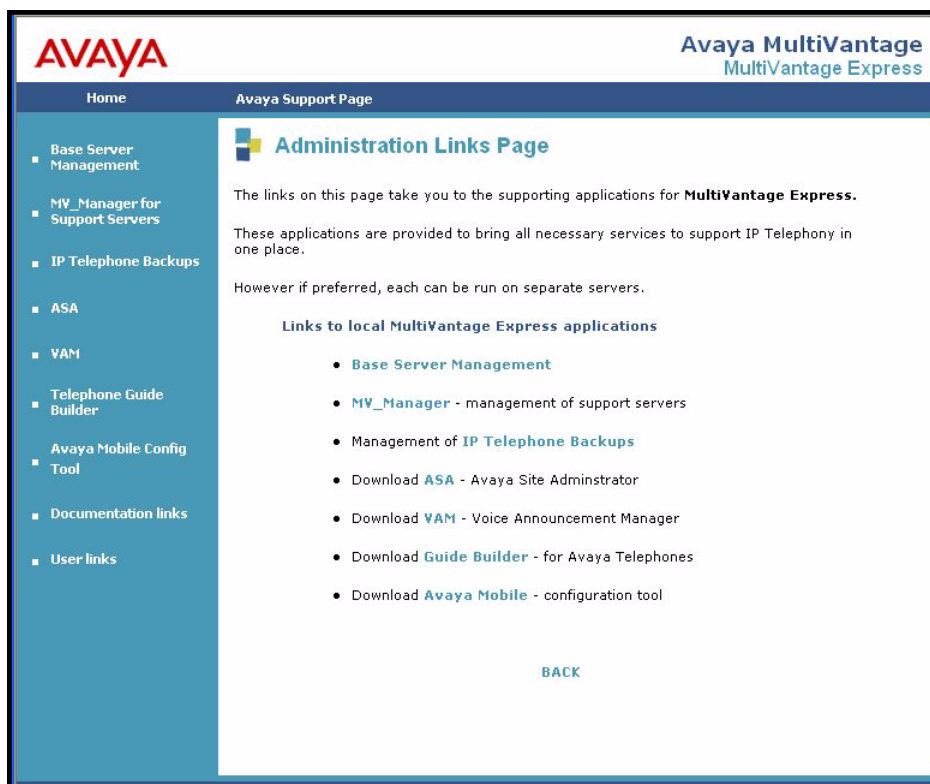 AVAYA
Avaya MultiVantage
MultiVantage Express
Home
Avaya Support Page
Base Server
Management
MV_Manager for
Support Servers
IP Telephone Backups
ASA
VAM
Telephone Guide
Builder
Avaya Mobile Config
Tool
Documentation links
User links
Administration Links Page
The links on this page take you to the supporting applications for MultiVantage Express.
These applications are provided to bring all necessary services to support IP Telephony in
one place.
However if preferred, each can be run on separate servers.
Links to local MultiVantage Express applications
• Base Server Management
• MV_Manager - management of support servers
• Management of IP Telephone Backups
• Download ASA - Avaya Site Adminstrator
• Download VAM - Voice Announcement Manager
• Download Guide Builder - for Avaya Telephones
• Download Avaya Mobile - configuration tool
BACK